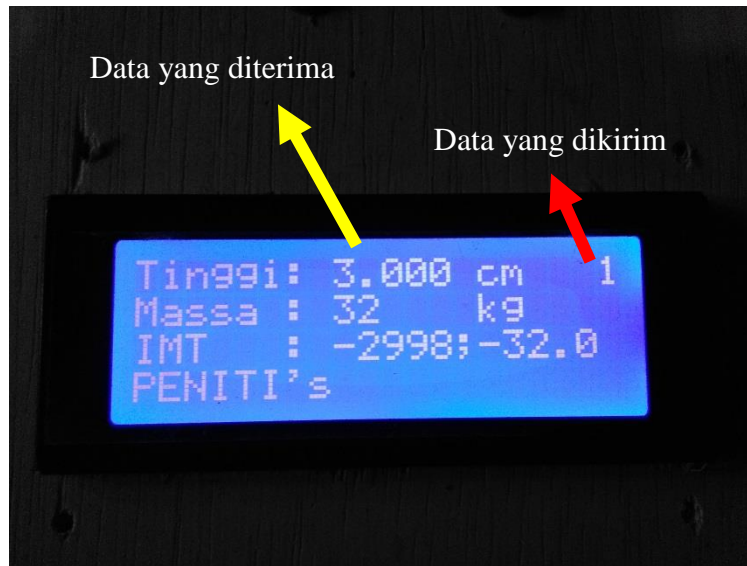 Data yang diterima
Data yang dikirim
Tinggi: 3.000 cm 1
Massa : 32 kg
IMT : -2998;-32.0
PENITI's